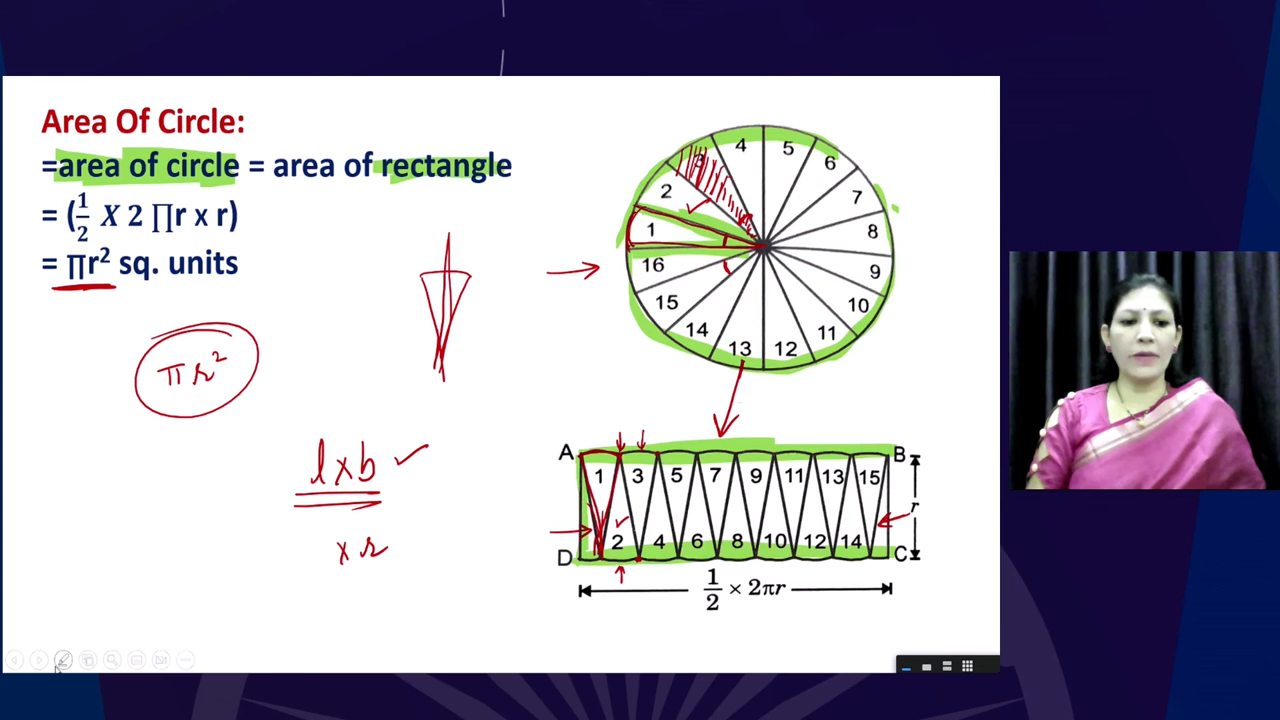 Area Of Circle:
=area of circle = area of rectangle
= (½ X 2 ∏r x r)
= ∏r² sq. units
πr²
l x b ✓
x r
1
2
3
4
5
6
7
8
9
10
11
12
13
14
15
16
A B
1 3 5 7 9 11 13 15
r
2 4 6 8 10 12 14
D C
1/2 × 2πr